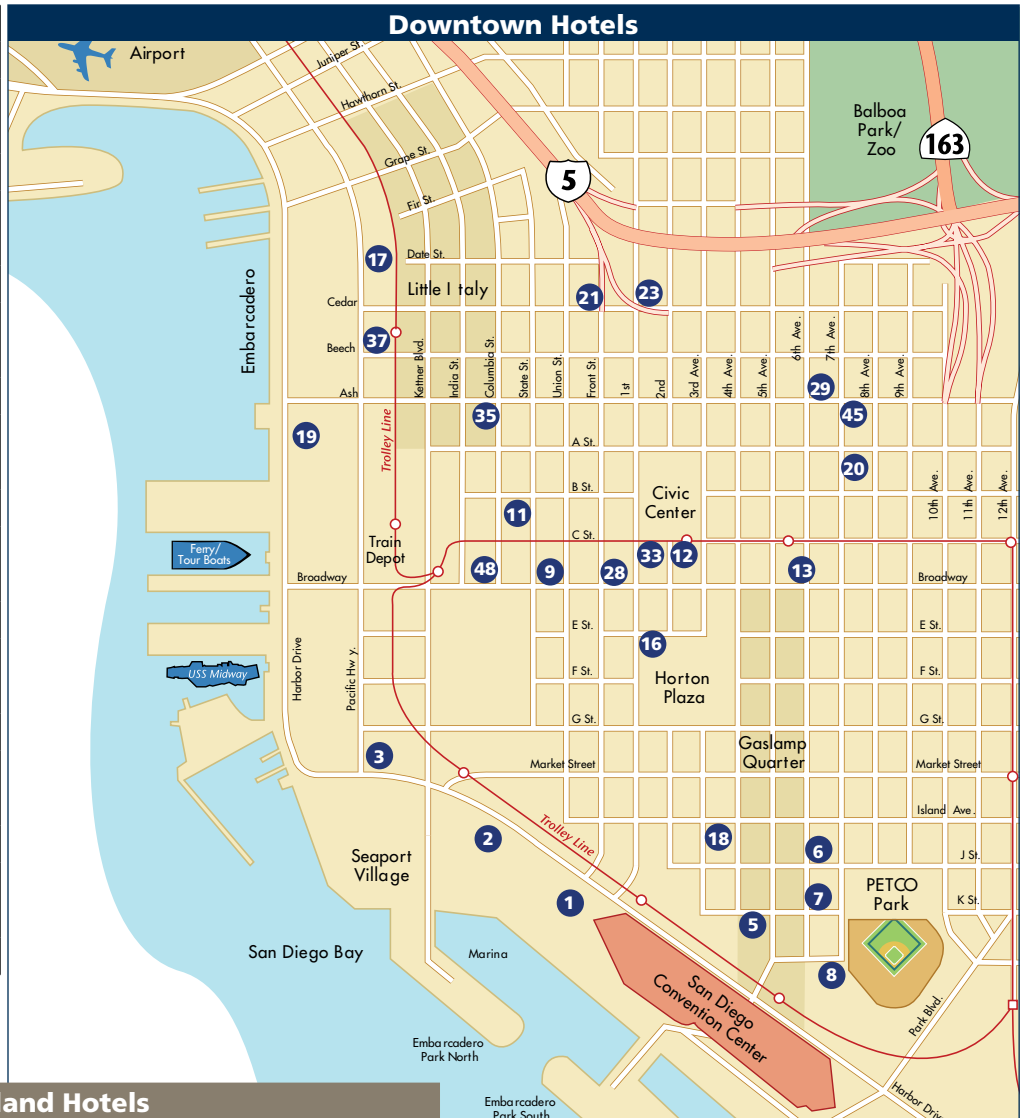 Downtown Hotels
Airport
Juniper St.
Hawthorn St.
Balboa
Park/
Zoo
163
Grape St.
5
Fir St.
17
Date St.
Embarcadero
Little I taly
21
23
Cedar
6th Ave.
7th Ave.
37
Beech
Kettner Blvd.
India St.
Columbia St.
State St.
Union St.
Front St.
1st
2nd
3rd Ave.
4th Ave.
5th Ave.
8th Ave.
9th Ave.
29
Ash
35
45
19
Trolley Line
A St.
20
B St.
Civic
Center
10th Ave.
11th Ave.
12th Ave.
11
C St.
Train
Depot
Ferry/
Tour Boats
33
12
48
9
28
13
Broadway
Broadway
E St.
E St.
16
Harbor Drive
Pacific Hw y.
USS Midway
F St.
F St.
Horton
Plaza
G St.
G St.
3
Gaslamp
Quarter
Market Street
Market Street
Island Ave.
2
Trolley Line
18
6
J St.
Seaport
Village
PETCO
Park
7
K St.
1
5
San Diego Bay
Marina
8
San Diego
Convention Center
Park Blvd.
Embarcadero
Park North
Harbor Driv
land Hotels
Embarcadero
Park South